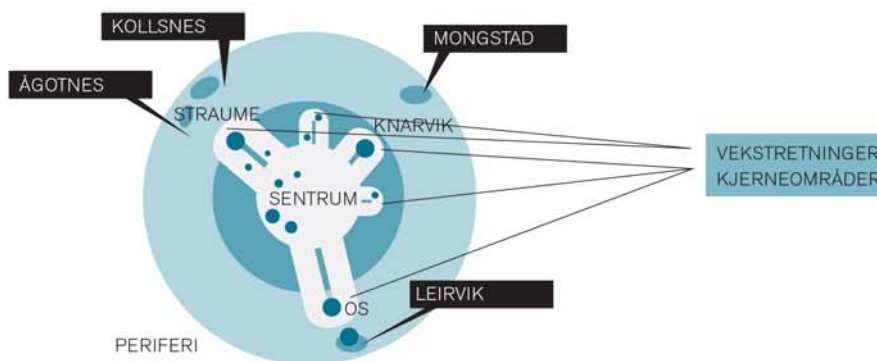 KOLLSNES
MONGSTAD
ÅGOTNES
STRAUME
KNARVIK
VEKSTRETNINGER
KJERNEOMRÅDER
SENTRUM
LEIRVIK
OS
PERIFERI